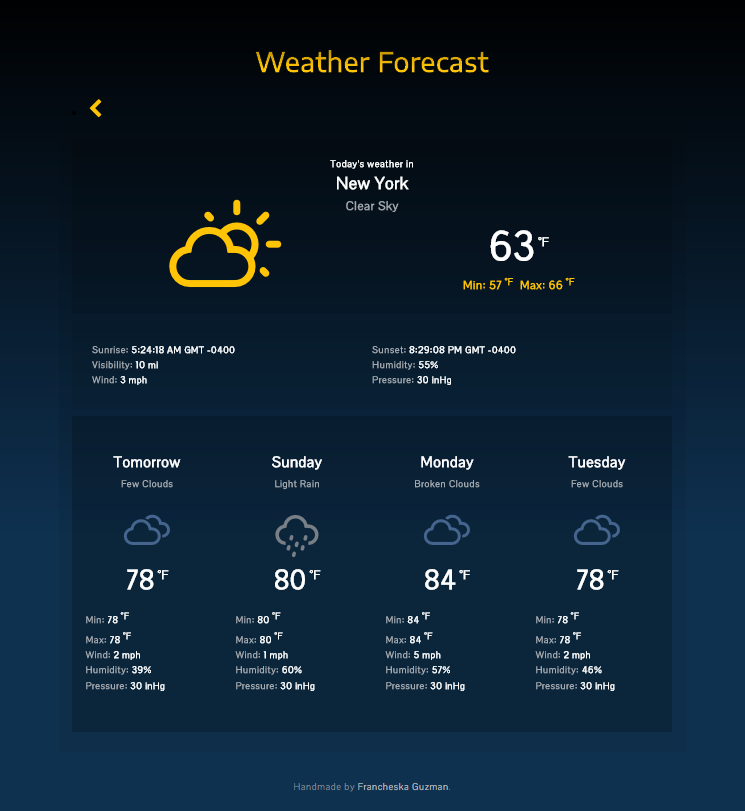 Weather Forecast
Today's weather in
New York
Clear Sky
63 °F
Min: 57 °F Max: 66 °F
Sunrise: 5:24:18 AM GMT -0400 Sunset: 8:29:08 PM GMT -0400
Visibility: 10 mi Humidity: 55%
Wind: 3 mph Pressure: 30 inHg
Tomorrow Sunday Monday Tuesday
Few Clouds Light Rain Broken Clouds Few Clouds
78 °F 80 °F 84 °F 78 °F
Min: 78 °F Min: 80 °F Min: 84 °F Min: 78 °F
Max: 78 °F Max: 80 °F Max: 84 °F Max: 78 °F
Wind: 2 mph Wind: 1 mph Wind: 5 mph Wind: 2 mph
Humidity: 39% Humidity: 60% Humidity: 57% Humidity: 46%
Pressure: 30 inHg Pressure: 30 inHg Pressure: 30 inHg Pressure: 30 inHg
Handmade by Francheska Guzman.